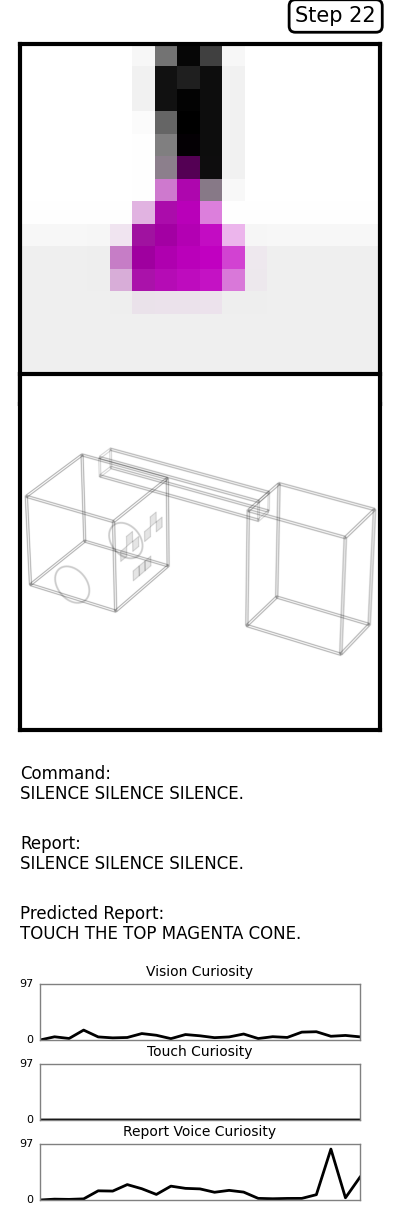 Step 22
Command:
SILENCE SILENCE SILENCE.
Report:
SILENCE SILENCE SILENCE.
Predicted Report:
TOUCH THE TOP MAGENTA CONE.
Vision Curiosity
97
0
Touch Curiosity
97
0
Report Voice Curiosity
97
0